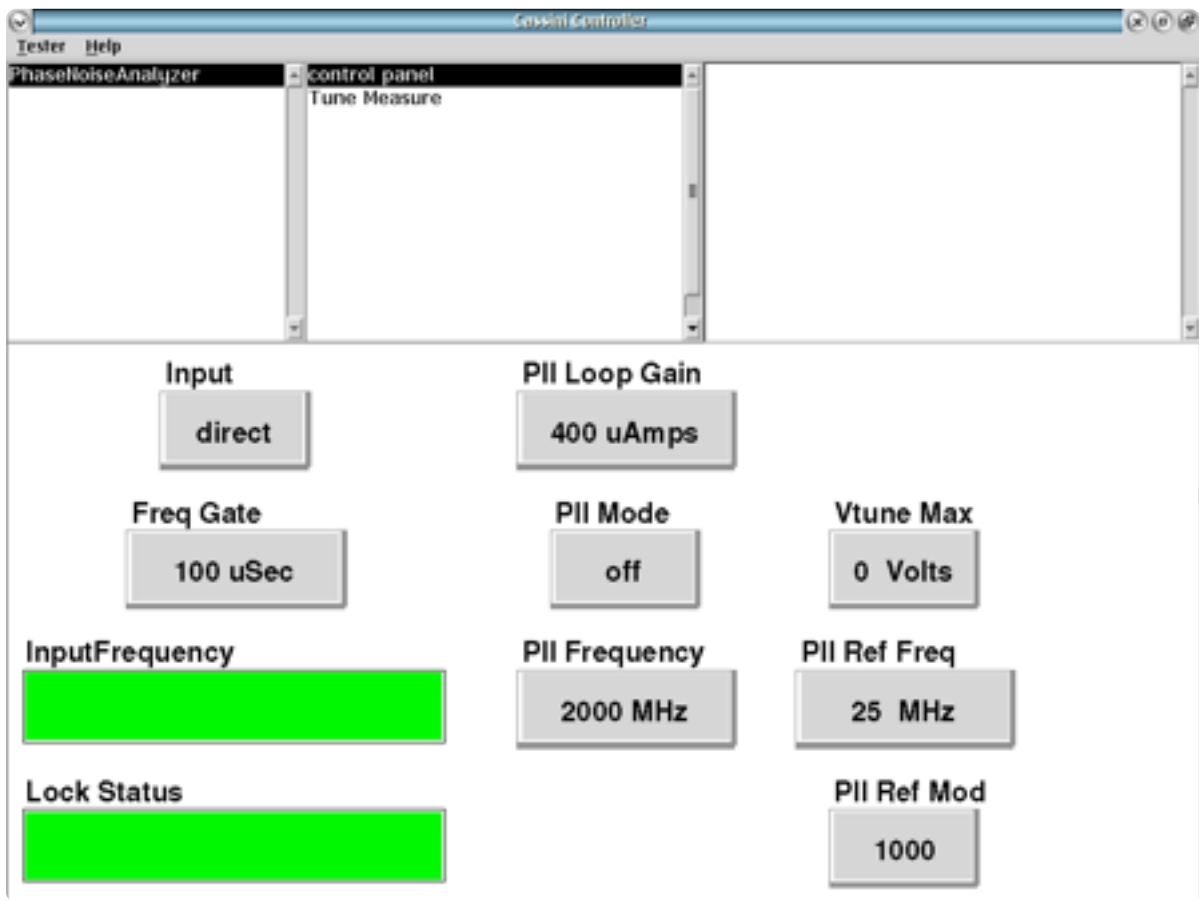 Cassini Controller
Tester Help
PhaseNoiseAnalyzer
control panel
Tune Measure
Input
direct
Pll Loop Gain
400 uAmps
Freq Gate
100 uSec
Pll Mode
off
Vtune Max
0 Volts
InputFrequency
Pll Frequency
2000 MHz
Pll Ref Freq
25 MHz
Lock Status
Pll Ref Mod
1000